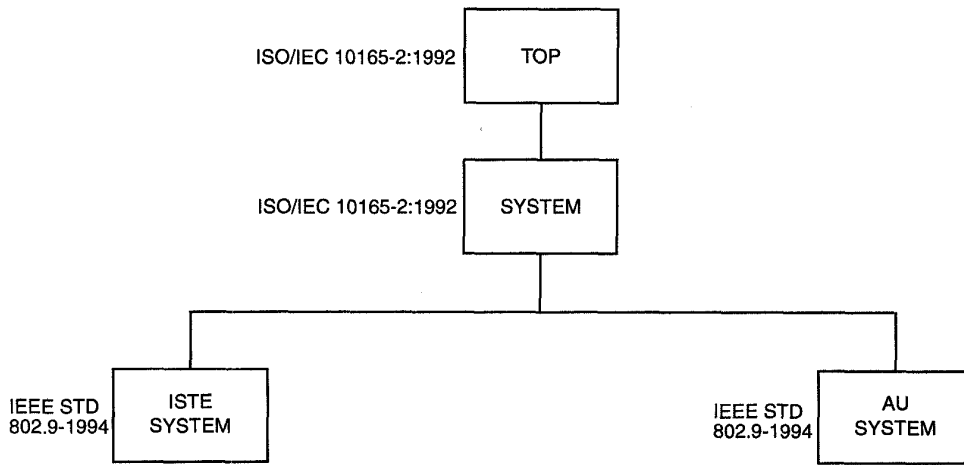 ISO/IEC 10165-2:1992
TOP
ISO/IEC 10165-2:1992
SYSTEM
IEEE STD
802.9-1994
ISTE
SYSTEM
IEEE STD
802.9-1994
AU
SYSTEM